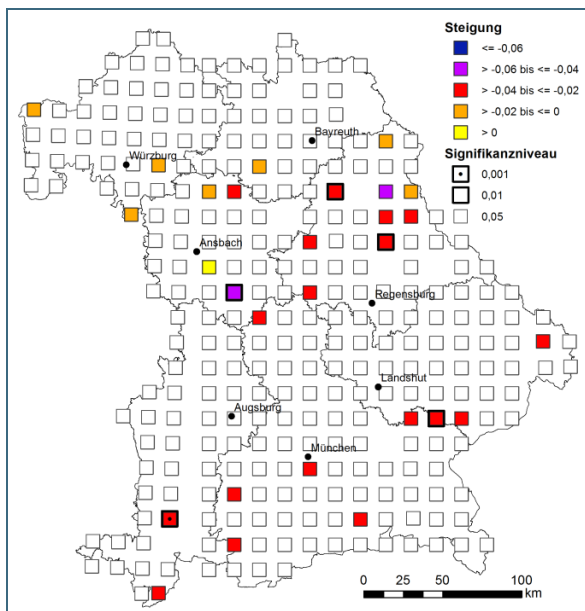 Steigung
<= -0,06
> -0,06 bis <= -0,04
> -0,04 bis <= -0,02
> -0,02 bis <= 0
> 0
Signifikanzniveau
0,001
0,01
0,05
Bayreuth
Würzburg
Ansbach
Regensburg
Landshut
Augsburg
München
0 25 50 100
km